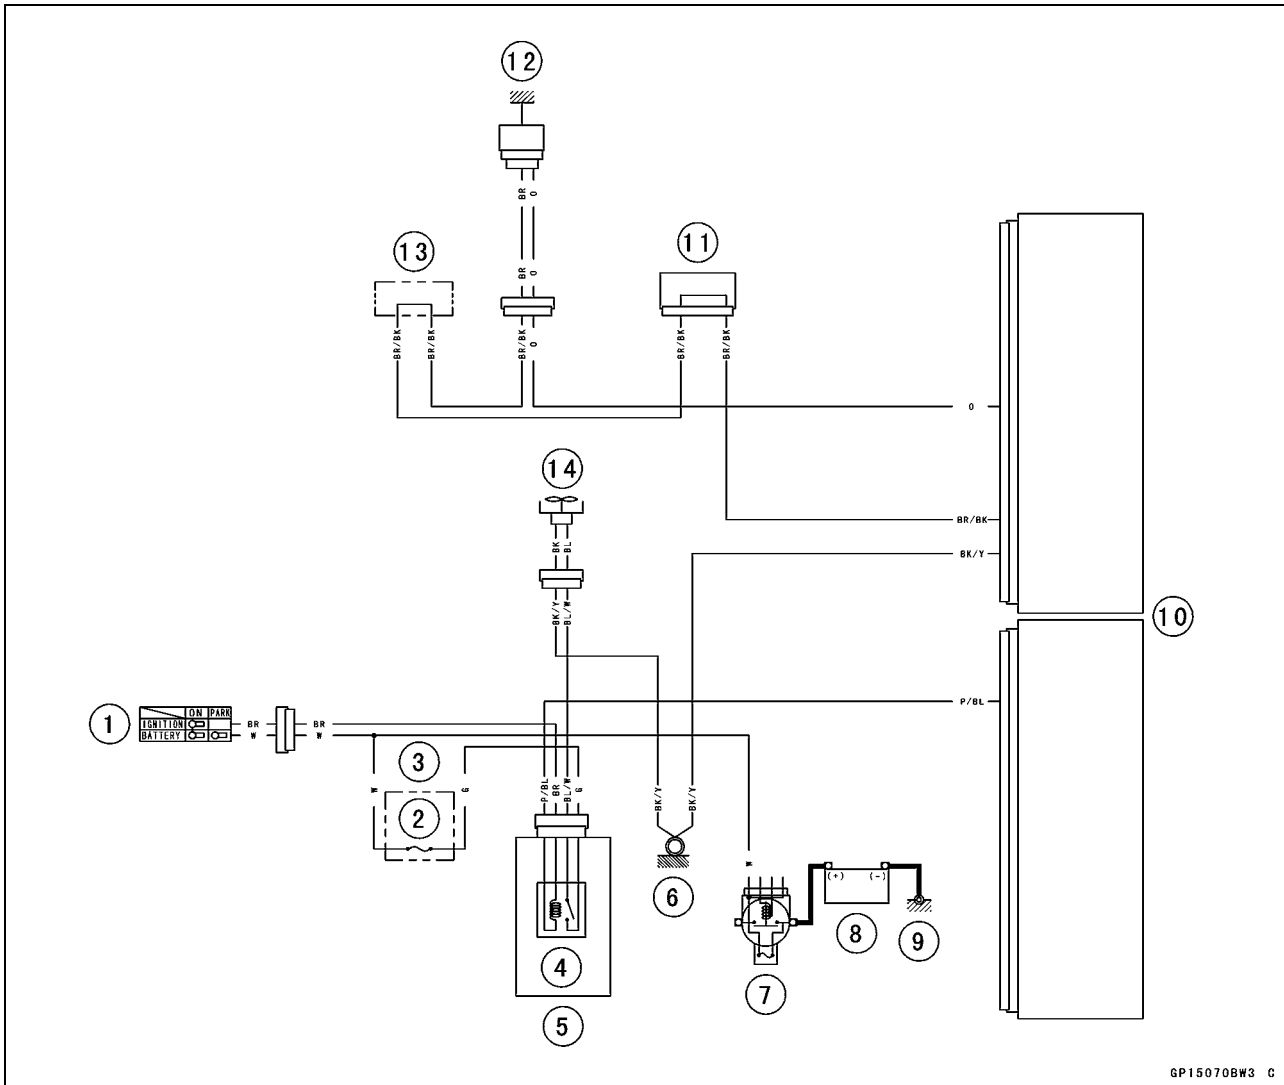 12
BR
O
BR
O
13
11
BR/BK
BR/BK
BR/BK
O
BR/BK
BR/BK
O
14
BR/BK
BK
BL
BK/Y
BK/Y
BL/W
10
P/BL
1
ON PARK
IGNITION
BATTERY
BR
W
BR
W
3
W
G
2
P/BL
BR
BL/W
G
BK/Y
BK/Y
W
(+) (-)
6
8
9
4
7
5
GP15070BW3 C